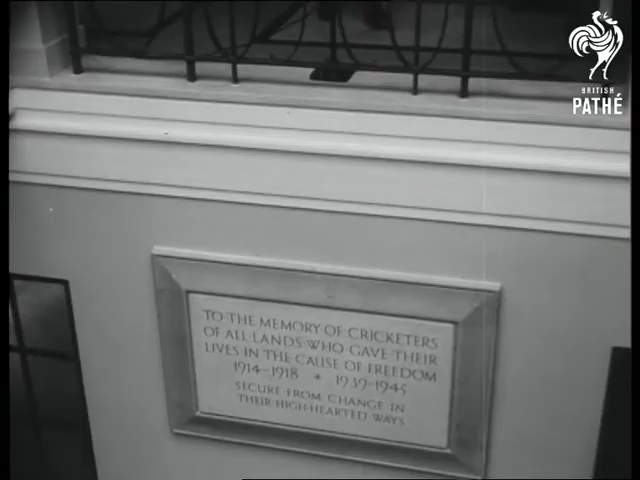 BRITISH
PATHÉ
TO THE MEMORY OF CRICKETERS
OF ALL LANDS WHO GAVE THEIR
LIVES IN THE CAUSE OF FREEDOM
1914-1918 + 1939-1945
SECURE FROM CHANGE IN
THEIR HIGH-HEARTED WAYS